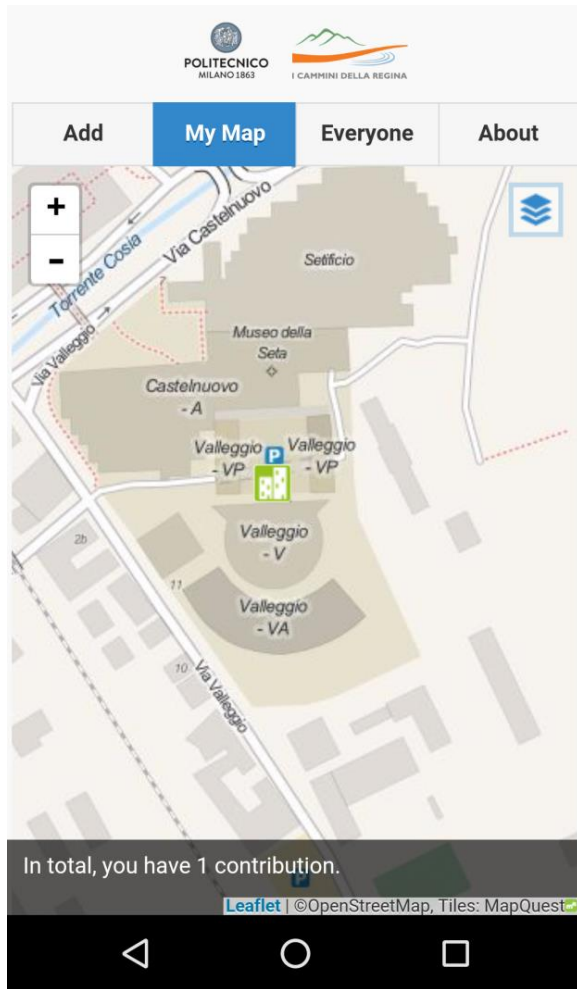 POLITECNICO
MILANO 1863
I CAMMINI DELLA REGINA
Add
My Map
Everyone
About
+
-
Torrente Cosia
Via Castelnuovo
Setificio
7
Via Valleggio
Museo della
Seta
Castelnuovo
- A
Valleggio
- VP
P
Valleggio
- VP
2b
Valleggio
- V
11
Valleggio
- VA
10
Via Valleggio
In total, you have 1 contribution.
P
Leaflet | ©OpenStreetMap, Tiles: MapQuest